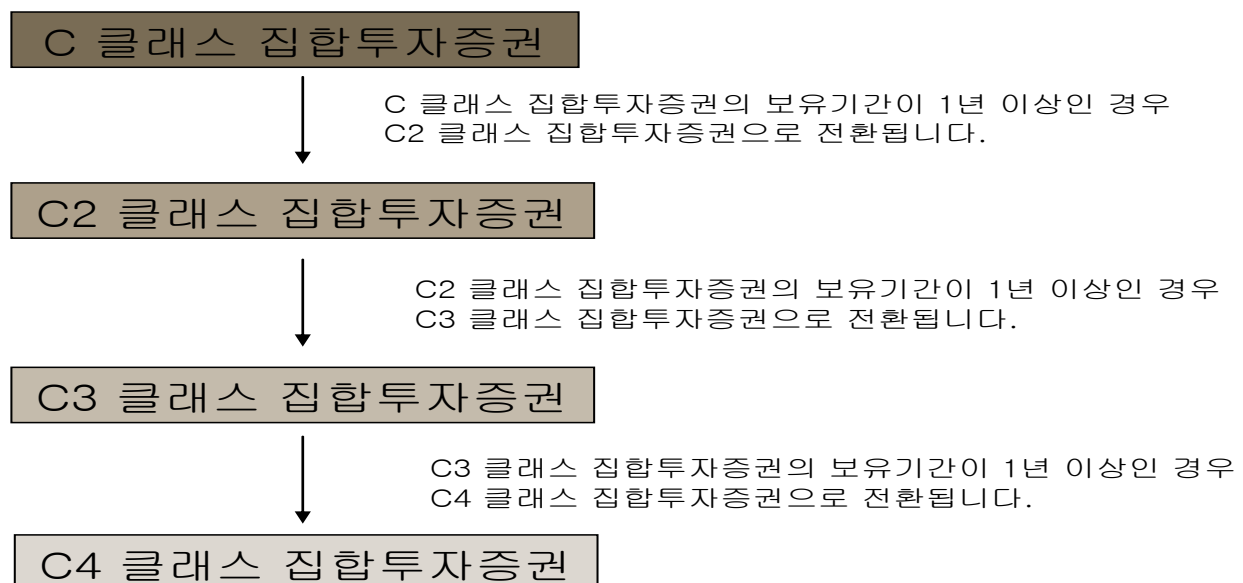 C 클래스 집합투자증권
C 클래스 집합투자증권의 보유기간이 1년 이상인 경우
C2 클래스 집합투자증권으로 전환됩니다.
C2 클래스 집합투자증권
C2 클래스 집합투자증권의 보유기간이 1년 이상인 경우
C3 클래스 집합투자증권으로 전환됩니다.
C3 클래스 집합투자증권
C3 클래스 집합투자증권의 보유기간이 1년 이상인 경우
C4 클래스 집합투자증권으로 전환됩니다.
C4 클래스 집합투자증권